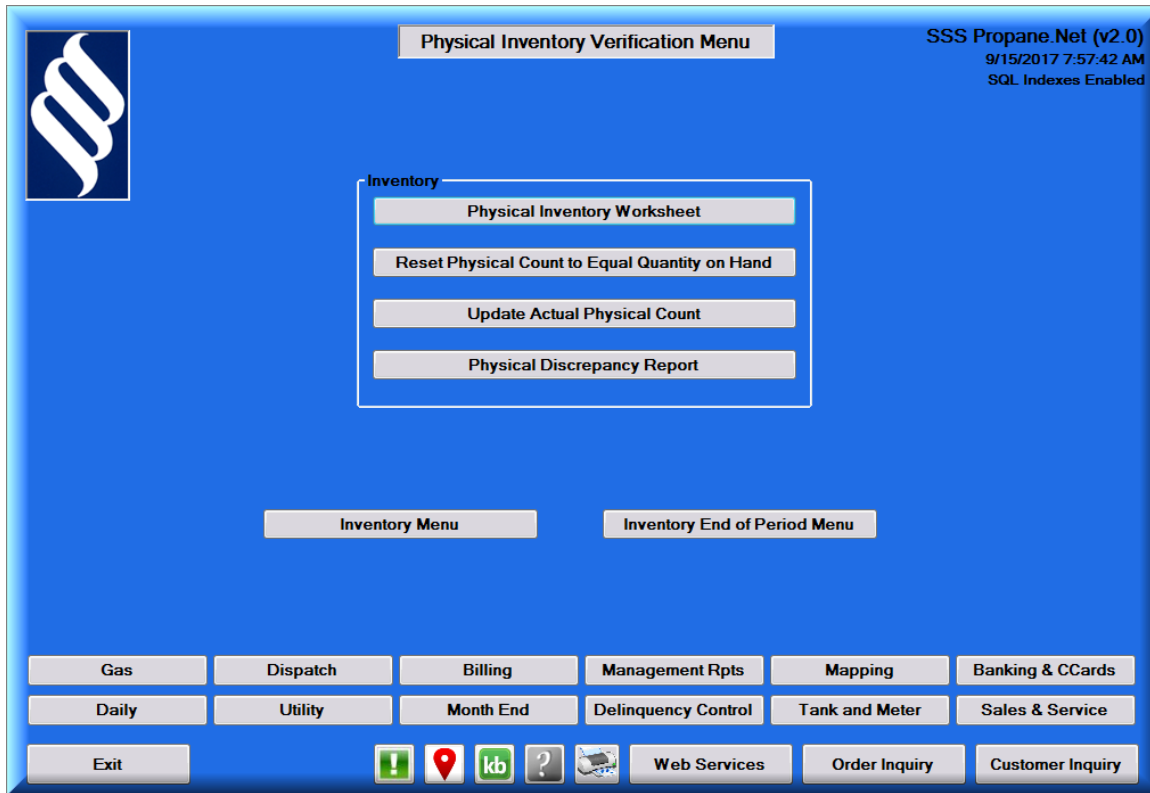 Physical Inventory Verification Menu
SSS Propane.Net (v2.0)
9/15/2017 7:57:42 AM
SQL Indexes Enabled
Inventory
Physical Inventory Worksheet
Reset Physical Count to Equal Quantity on Hand
Update Actual Physical Count
Physical Discrepancy Report
Inventory Menu Inventory End of Period Menu
Gas Dispatch Billing Management Rpts Mapping Banking & CCards
Daily Utility Month End Delinquency Control Tank and Meter Sales & Service
Exit ! kb ? Web Services Order Inquiry Customer Inquiry